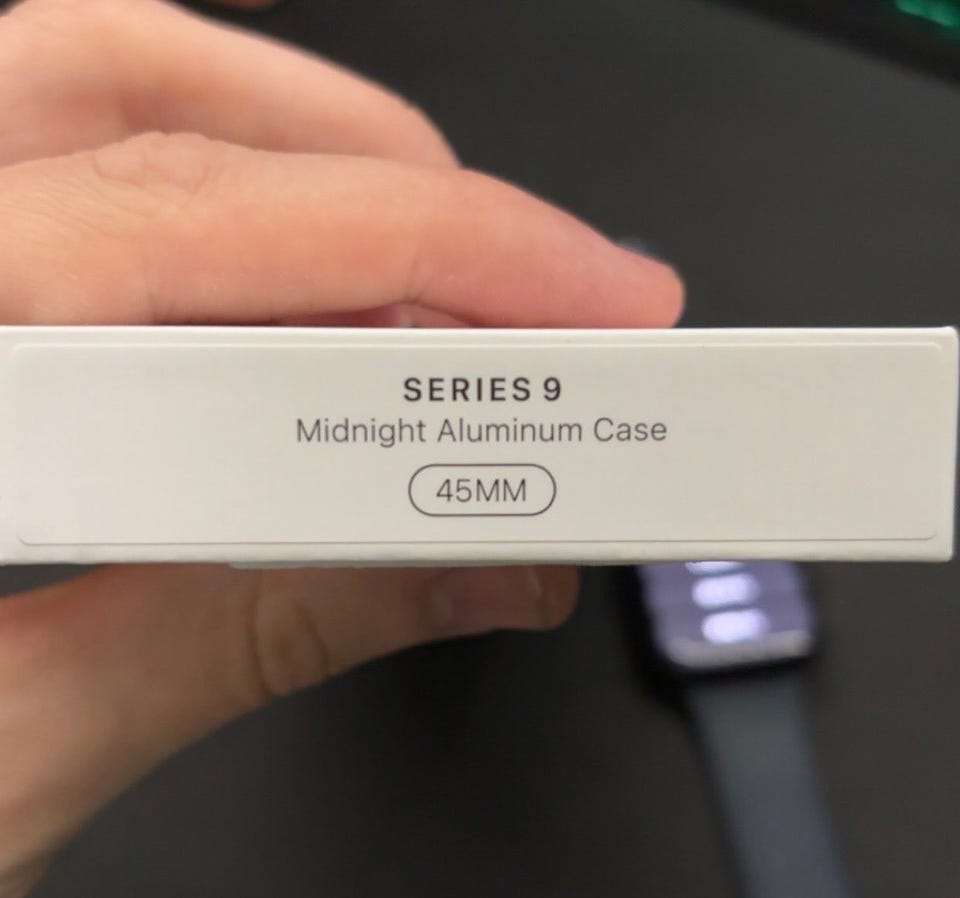 SERIES 9
Midnight Aluminum Case
45MM